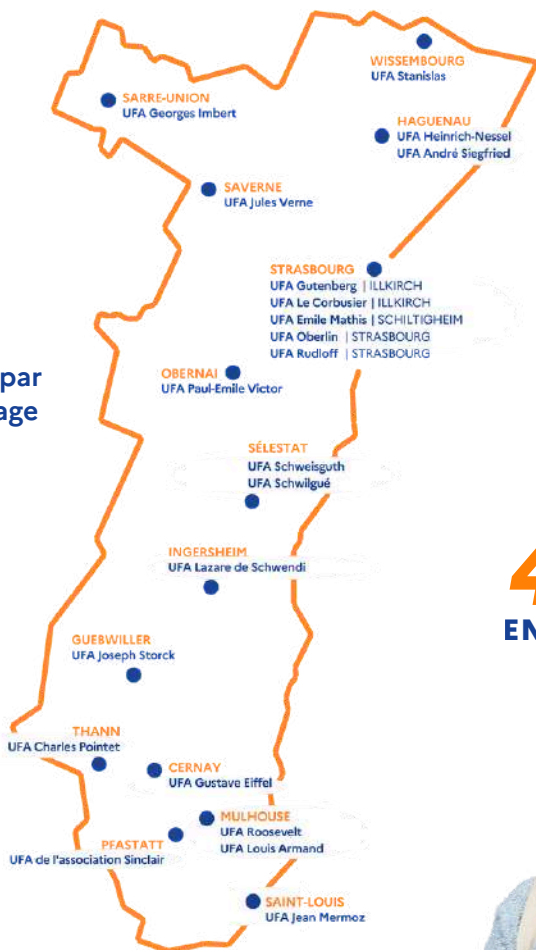 WISSEMBOURG
UFA Stanislas
SARRE-UNION
UFA Georges Imbert
HAGUENAU
UFA Heinrich-Nessel
UFA André Siegfried
SAVERNE
UFA Jules Verne
STRASBOURG
UFA Gutenberg | ILLKIRCH
UFA Le Corbusier | ILLKIRCH
UFA Emile Mathis | SCHILTIGHEIM
UFA Oberlin | STRASBOURG
UFA Rudloff | STRASBOURG
par
age
OBERNAI
UFA Paul-Emile Victor
SÉLESTAT
UFA Schweisguth
UFA Schwilgué
INGERSHEIM
UFA Lazare de Schwendi
4
EN
GUEBWILLER
UFA Joseph Storck
THANN
UFA Charles Pointet
CERNAY
UFA Gustave Eiffel
MULHOUSE
UFA Roosevelt
UFA Louis Armand
PFASTATT
UFA de l'association Sinclair
SAINT-LOUIS
UFA Jean Mermoz